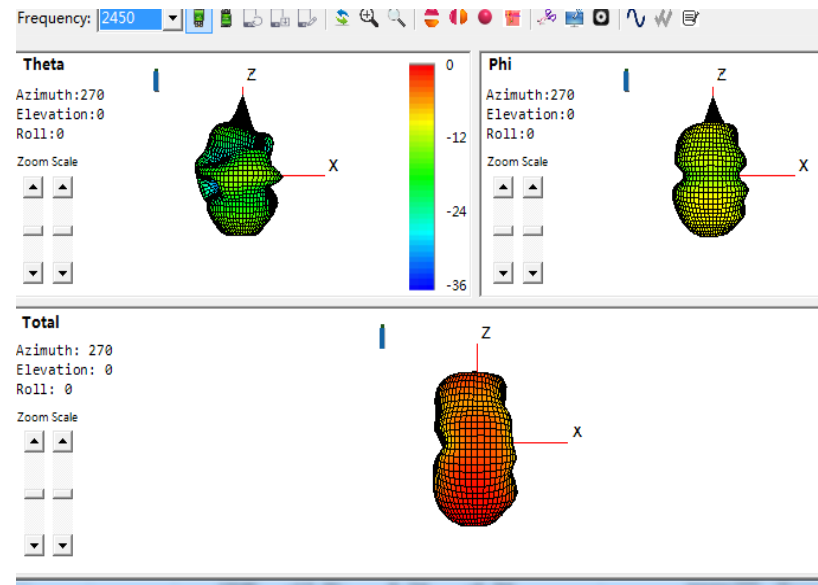 Frequency: 2450
Theta
Azimuth:270
Elevation:0
Roll:0
Zoom Scale
Z
X
0
-12
-24
-36
Phi
Azimuth:270
Elevation:0
Roll:0
Zoom Scale
Z
X
Total
Azimuth: 270
Elevation: 0
Roll: 0
Zoom Scale
Z
X